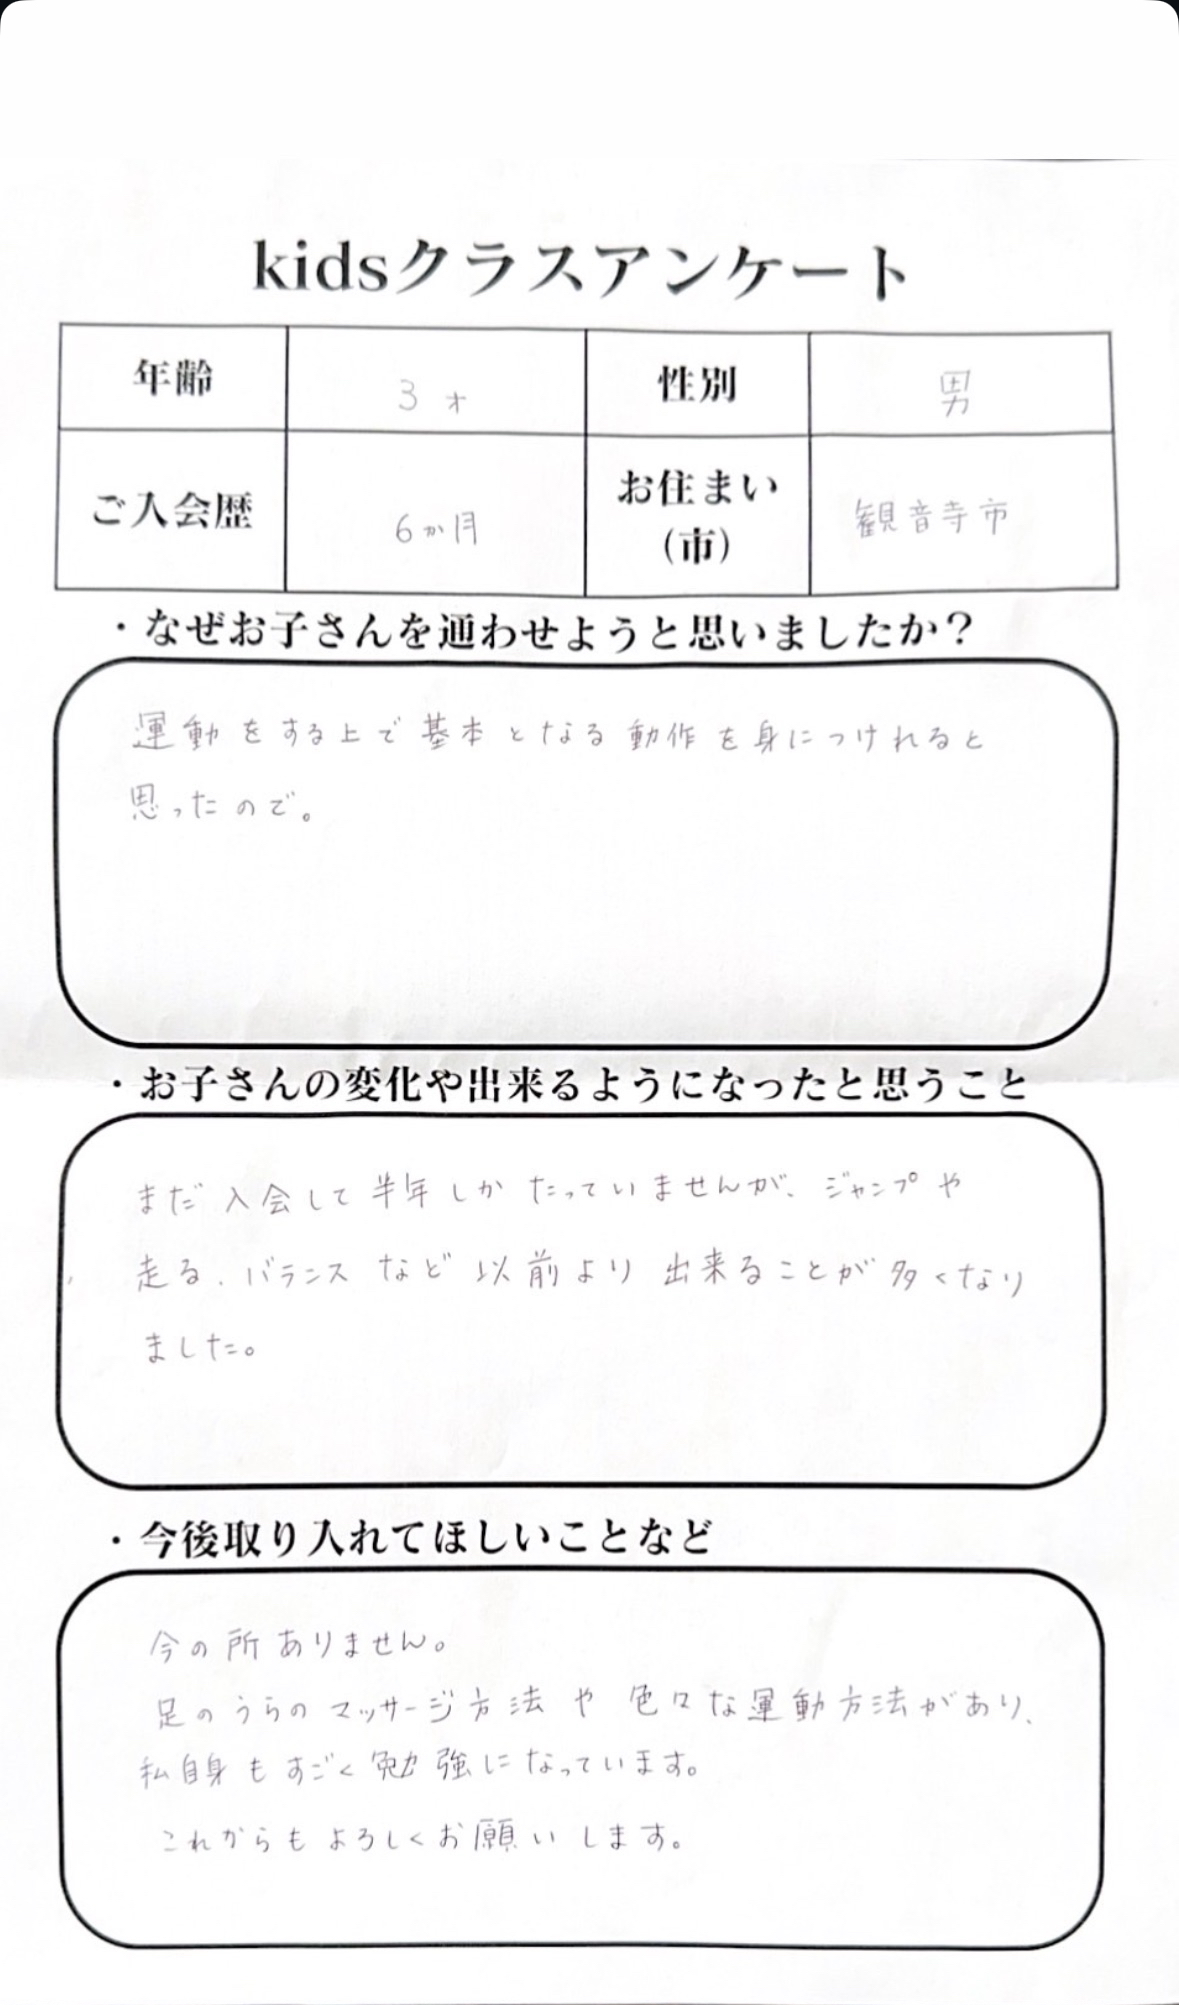 kidsクラスアンケート
年齢 3才 性別 男
ご入会歴 6か月 お住まい(市) 観音寺市
・なぜお子さんを通わせようと思いましたか？
運動をする上で基本となる動作を身につけれると
思ったので。
・お子さんの変化や出来るようになったと思うこと
まだ入会して半年しかたっていませんが、ジャンプや
走る、バランスなど以前より出来ることが多くなり
ました。
・今後取り入れてほしいことなど
今の所ありません。
足のうらのマッサージ方法や色々な運動方法があり、
私自身もすごく勉強になっています。
これからもよろしくお願いします。